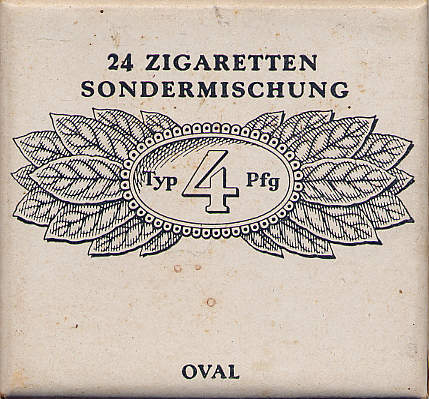 24 ZIGARETTEN
SONDERMISCHUNG
Typ 4 Pfg
OVAL